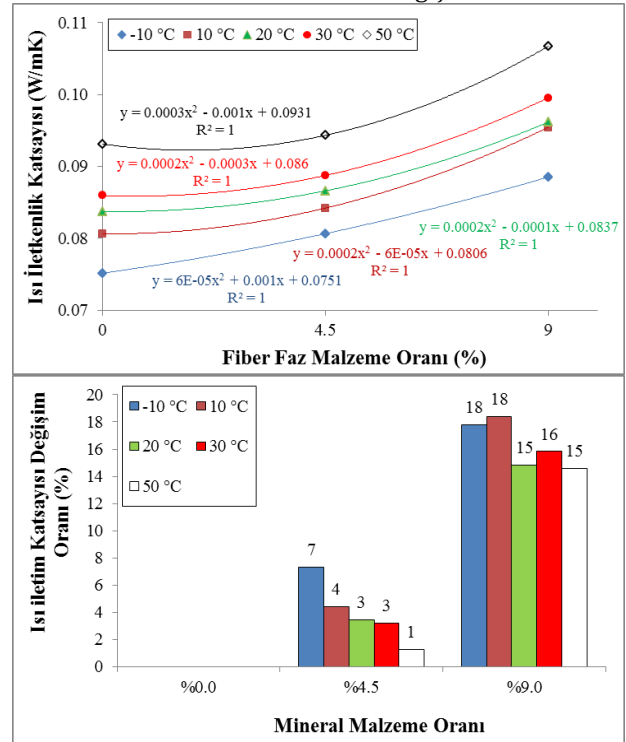 0.11
0.10
0.09
0.08
0.07
Isı İletkenlik Katsayısı (W/mK)
-10 °C 10 °C 20 °C 30 °C 50 °C
y = 0.0003x² - 0.001x + 0.0931
R² = 1
y = 0.0002x² - 0.0003x + 0.086
R² = 1
y = 0.0002x² - 0.0001x + 0.0837
R² = 1
y = 0.0002x² - 6E-05x + 0.0806
R² = 1
y = 6E-05x² + 0.001x + 0.0751
R² = 1
0 4.5 9
Fiber Faz Malzeme Oranı (%)
Isı iletim Katsayısı Değişim
Oranı (%)
20
18
16
14
12
10
8
6
4
2
0
-10 °C 10 °C
20 °C 30 °C
50 °C
7 4 3 3 1
18 18 15 16 15
%0.0 %4.5 %9.0
Mineral Malzeme Oranı